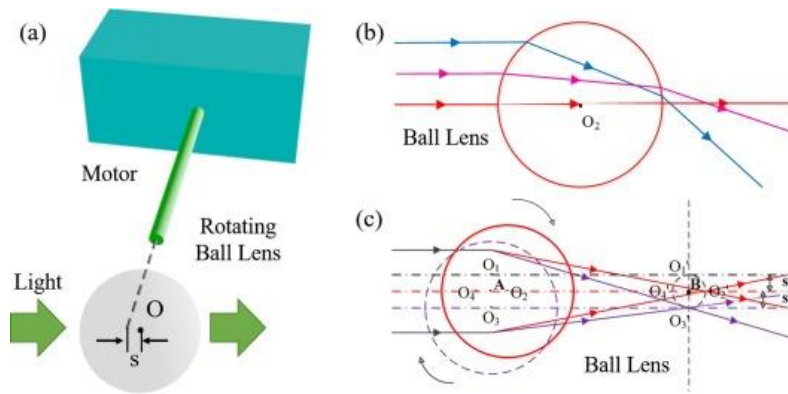 (a)
Motor
Rotating
Ball Lens
Light
O
s
(b)
Ball Lens
O₂
(c)
O₁
O₄ A O₂
O₃
O₁
O₄' B O₂'
O₃'
s
s
Ball Lens